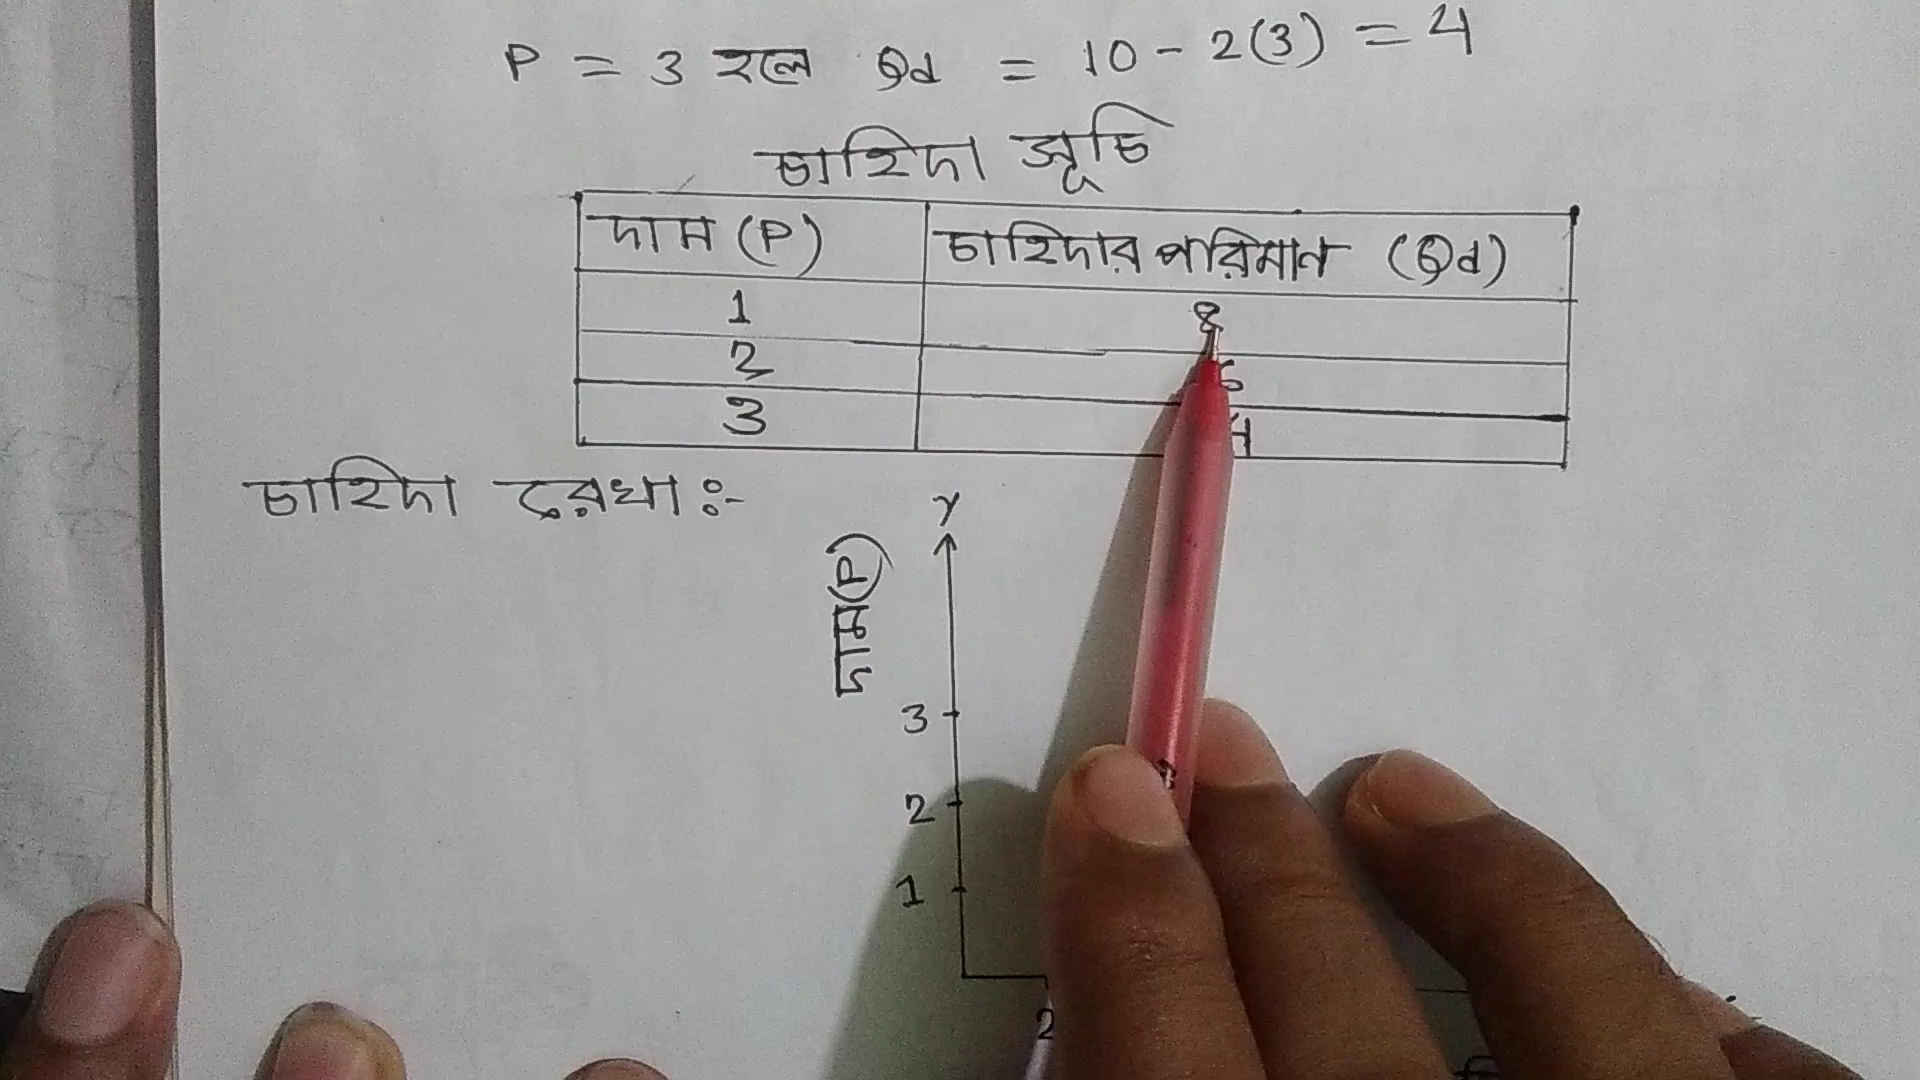 P = 3 হলে Qd = 10 - 2(3) = 4
চাহিদা সূচি
দাম (P) চাহিদার পরিমান (Qd)
1 8
2 6
3 4
চাহিদা রেখা :-
Y
দাম(P)
3
2
1
2